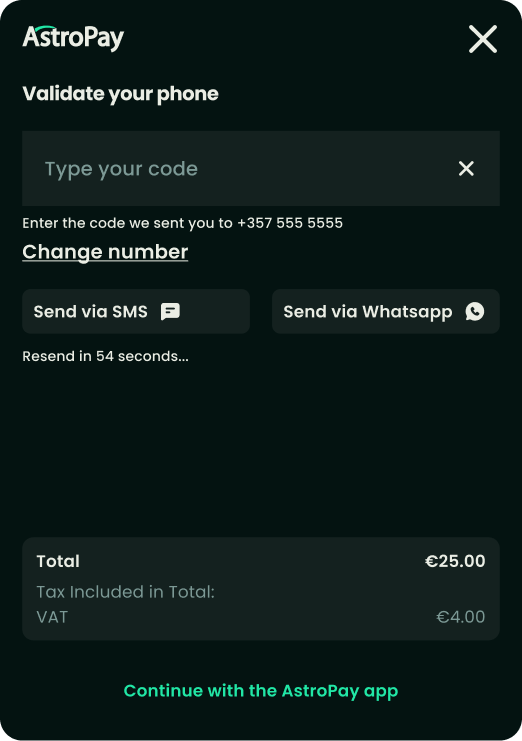 AstroPay
Validate your phone
Type your code
Enter the code we sent you to +357 555 5555
Change number
Send via SMS
Send via Whatsapp
Resend in 54 seconds...
Total €25.00
Tax Included in Total:
VAT €4.00
Continue with the AstroPay app